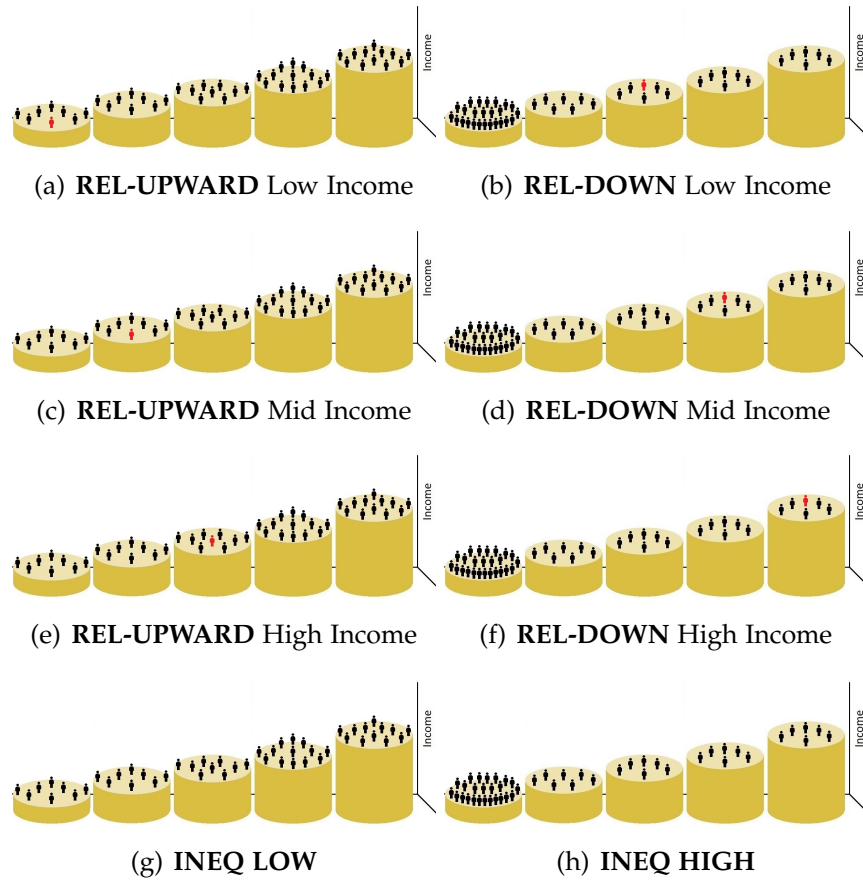 Income
Income
(a) REL-UPWARD Low Income
(b) REL-DOWN Low Income
Income
Income
(c) REL-UPWARD Mid Income
(d) REL-DOWN Mid Income
Income
Income
(e) REL-UPWARD High Income
(f) REL-DOWN High Income
Income
Income
(g) INEQ LOW
(h) INEQ HIGH